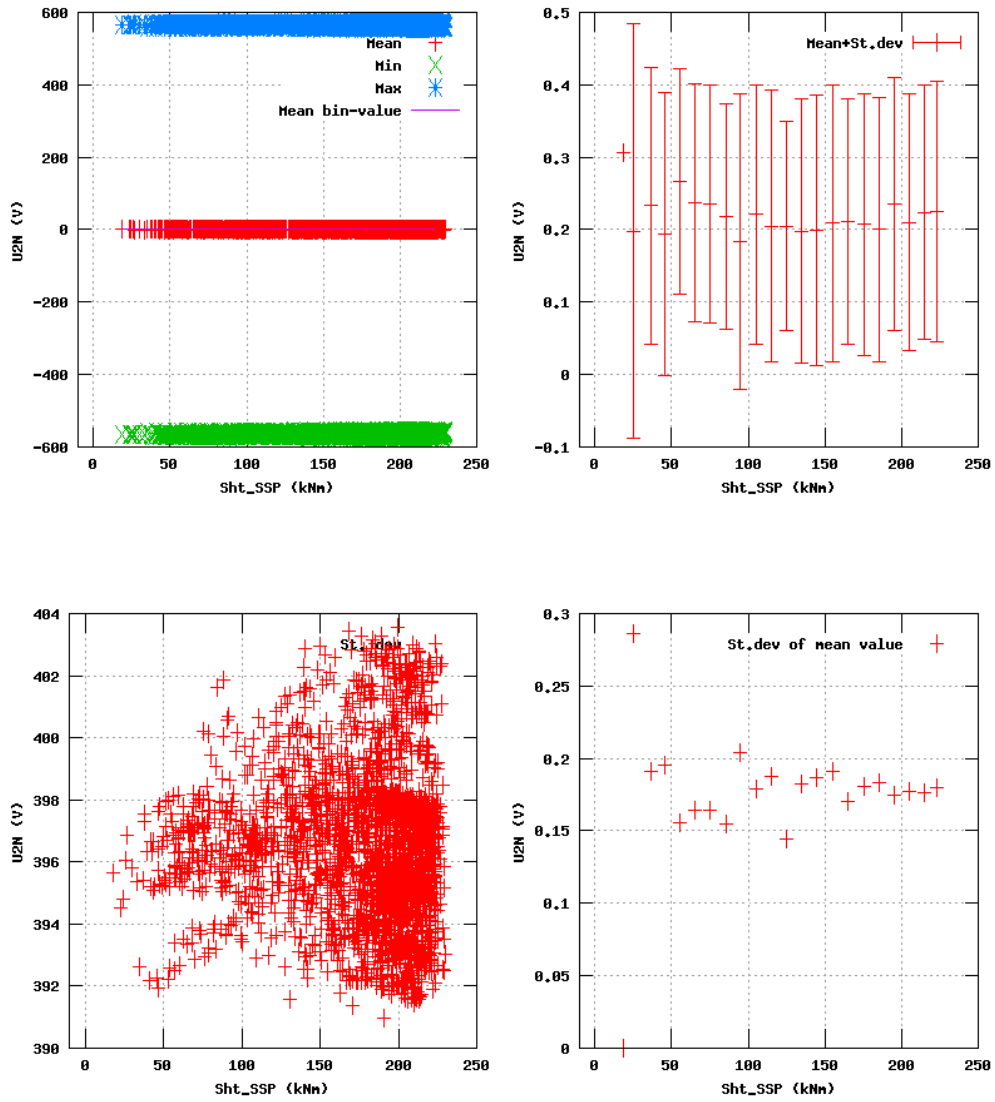 600
400
200
0
-200
-400
-600
U2N (V)
Mean
Min
Max
Mean bin-value
0 50 100 150 200 250
Sht_SSP (kNm)
0.5
0.4
0.3
0.2
0.1
0
-0.1
U2N (V)
Mean+St.dev
0 50 100 150 200 250
Sht_SSP (kNm)
404
402
400
398
396
394
392
390
U2N (V)
St. dev
0 50 100 150 200 250
Sht_SSP (kNm)
0.3
0.25
0.2
0.15
0.1
0.05
0
U2N (V)
St.dev of mean value
0 50 100 150 200 250
Sht_SSP (kNm)